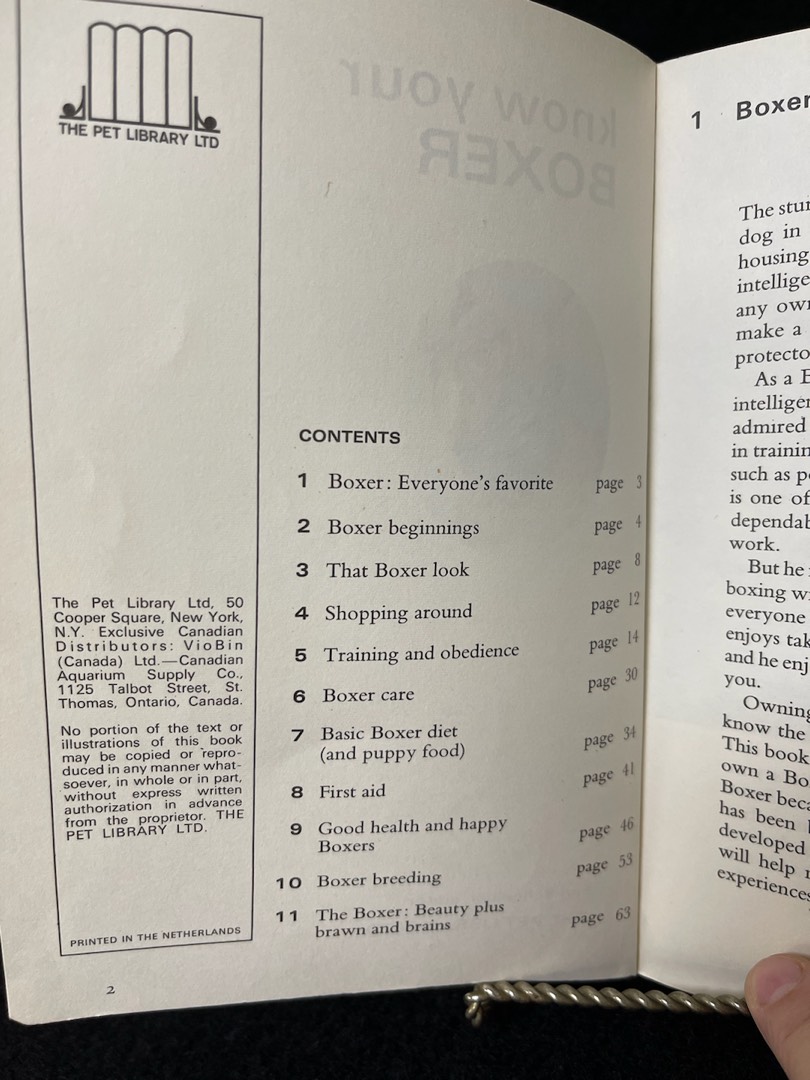 THE PET LIBRARY LTD
know your
BOXER
The Pet Library Ltd, 50
Cooper Square, New York,
N.Y. Exclusive Canadian
Distributors: VioBin
(Canada) Ltd.—Canadian
Aquarium Supply Co.,
1125 Talbot Street, St.
Thomas, Ontario, Canada.
No portion of the text or
illustrations of this book
may be copied or repro-
duced in any manner what-
soever, in whole or in part,
without express written
authorization in advance
from the proprietor. THE
PET LIBRARY LTD.
PRINTED IN THE NETHERLANDS
2
CONTENTS
1 Boxer: Everyone's favorite page 3
2 Boxer beginnings page 4
3 That Boxer look page 8
4 Shopping around page 12
5 Training and obedience page 14
6 Boxer care page 30
7 Basic Boxer diet
(and puppy food) page 34
8 First aid page 41
9 Good health and happy
Boxers page 46
10 Boxer breeding page 53
11 The Boxer: Beauty plus
brawn and brains page 63
1 Boxer
The
dog in
housing
any
make a
As a
admired
in
such as
is one of
work.
But he
boxing
everyone
enjoys
and he
you.
Owning
know the
This book
own a
Boxer
has been
developed
will help
experiences